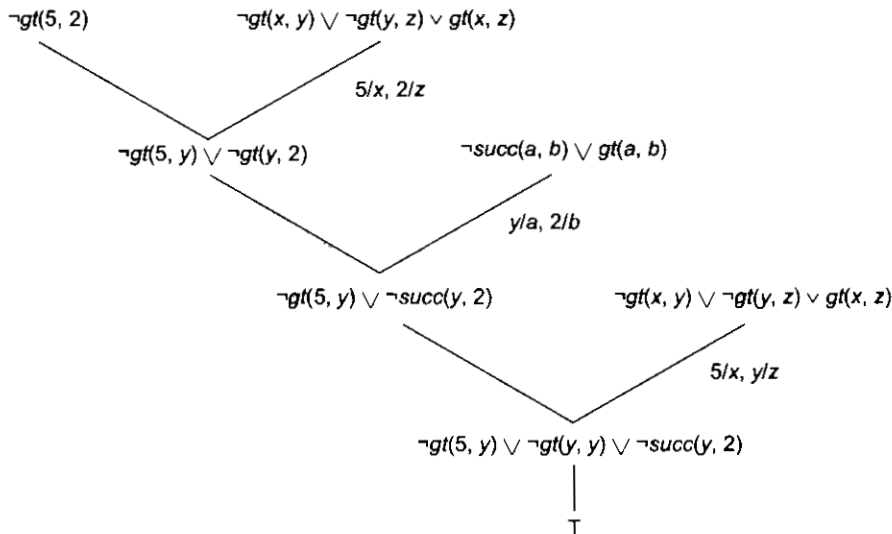 ¬gt(5, 2) ¬gt(x, y) ∨ ¬gt(y, z) ∨ gt(x, z)
5/x, 2/z
¬gt(5, y) ∨ ¬gt(y, 2) ¬succ(a, b) ∨ gt(a, b)
y/a, 2/b
¬gt(5, y) ∨ ¬succ(y, 2) ¬gt(x, y) ∨ ¬gt(y, z) ∨ gt(x, z)
5/x, y/z
¬gt(5, y) ∨ ¬gt(y, y) ∨ ¬succ(y, 2)
T